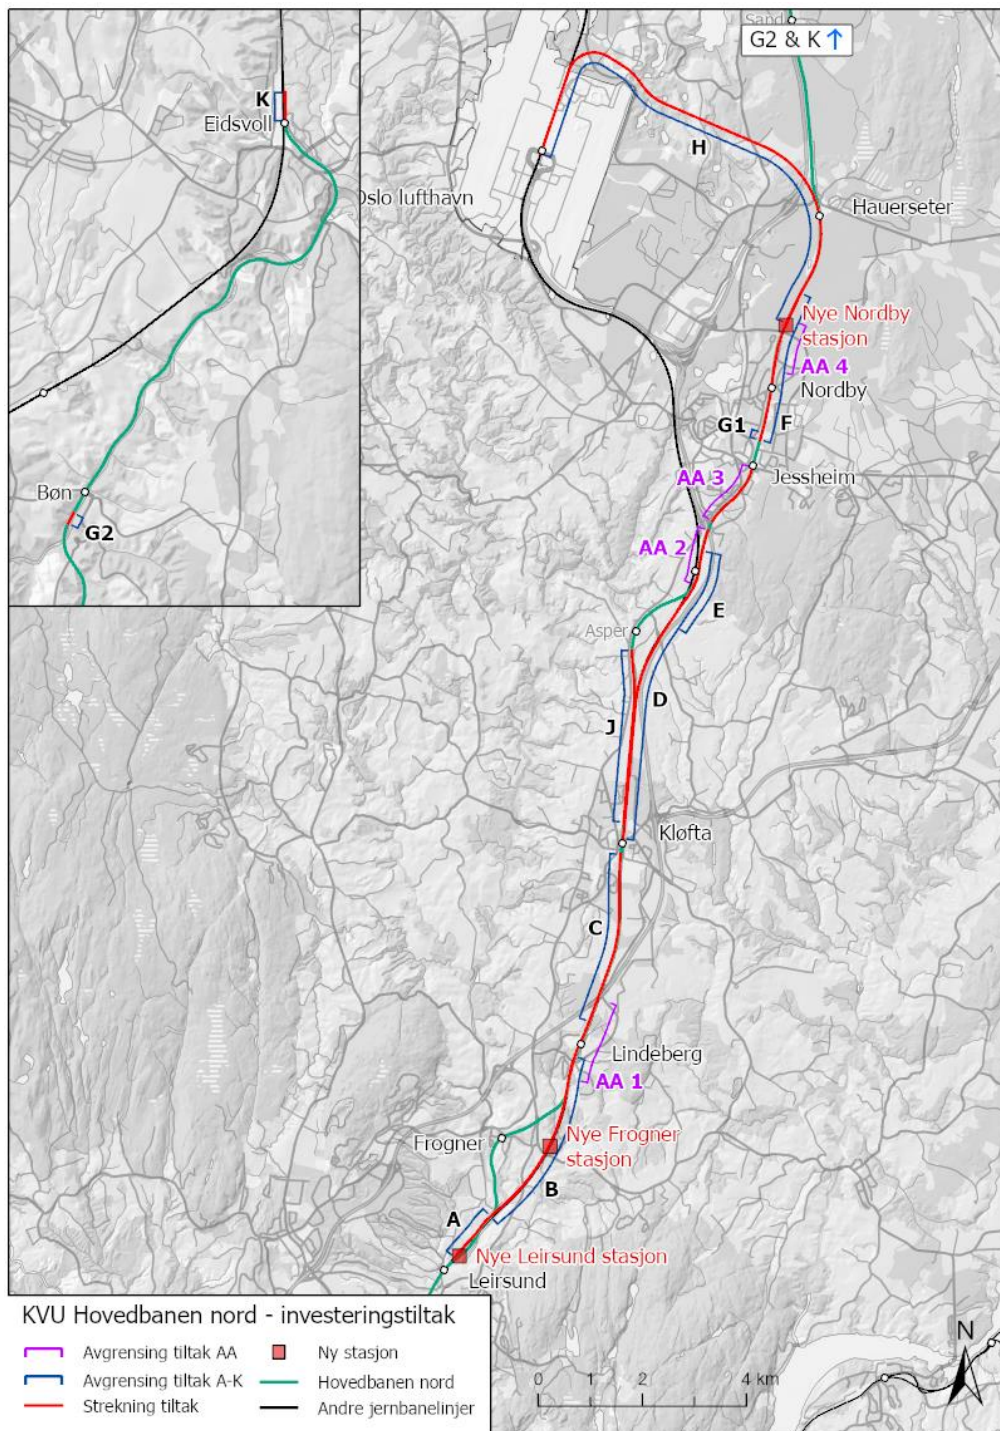 Sand
G2 & K ↑
K
Eidsvoll
Oslo lufthavn
H
Hauerseter
Nye Nordby
stasjon
AA 4
Nordby
G1
F
AA 3
Jessheim
Bøn
G2
AA 2
E
Asper
D
J
Kløfta
C
Lindeberg
AA 1
Frogner
Nye Frogner
stasjon
B
A
Nye Leirsund stasjon
Leirsund
KVU Hovedbanen nord - investeringstiltak
Avgrensing tiltak AA
Ny stasjon
Avgrensing tiltak A-K
Hovedbanen nord
Strekning tiltak
Andre jernbanelinjer
0 2 4 km
N